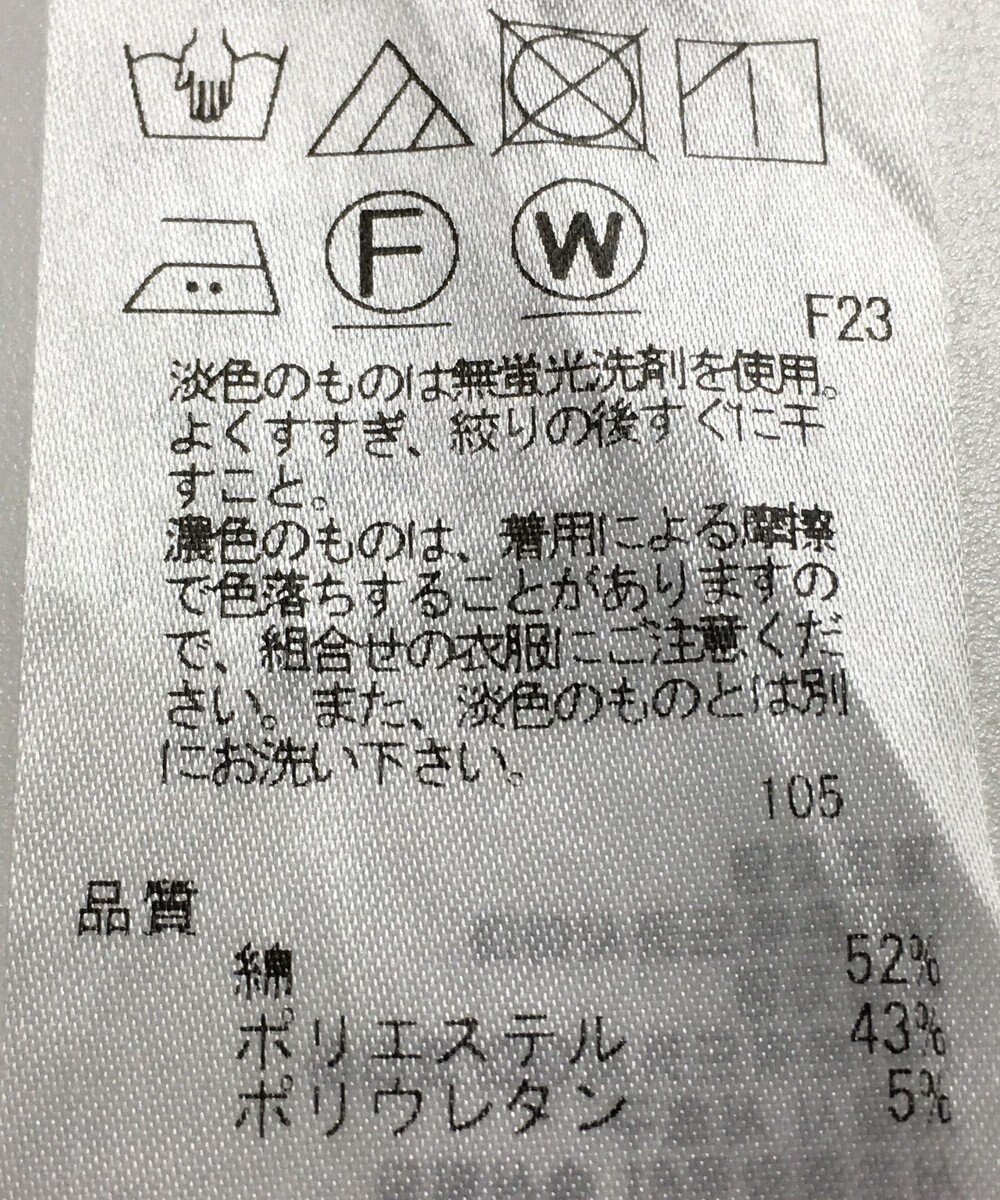 F
W
F23
淡色のものは無蛍光洗剤を使用。
よくすすぎ、絞りの後すぐに干
すこと。
濃色のものは、着用による摩擦
で色落ちすることがありますの
で、組合せの衣服にご注意くだ
さい。また、淡色のものとは別
にお洗い下さい。
105
品質
綿 52%
ポリエステル 43%
ポリウレタン 5%